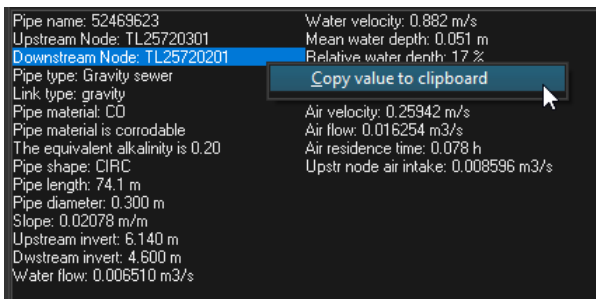 Pipe name: 52469623
Upstream Node: TL25720301
Downstream Node: TL25720201
Pipe type: Gravity sewer
Link type: gravity
Pipe material: CO
Pipe material is corrodable
The equivalent alkalinity is 0.20
Pipe shape: CIRC
Pipe length: 74.1 m
Pipe diameter: 0.300 m
Slope: 0.02078 m/m
Upstream invert: 6.140 m
Dwstream invert: 4.600 m
Water flow: 0.006510 m3/s
Water velocity: 0.882 m/s
Mean water depth: 0.051 m
Relative water depth: 17 %
Copy value to clipboard
Air velocity: 0.25942 m/s
Air flow: 0.016254 m3/s
Air residence time: 0.078 h
Upstr node air intake: 0.008596 m3/s